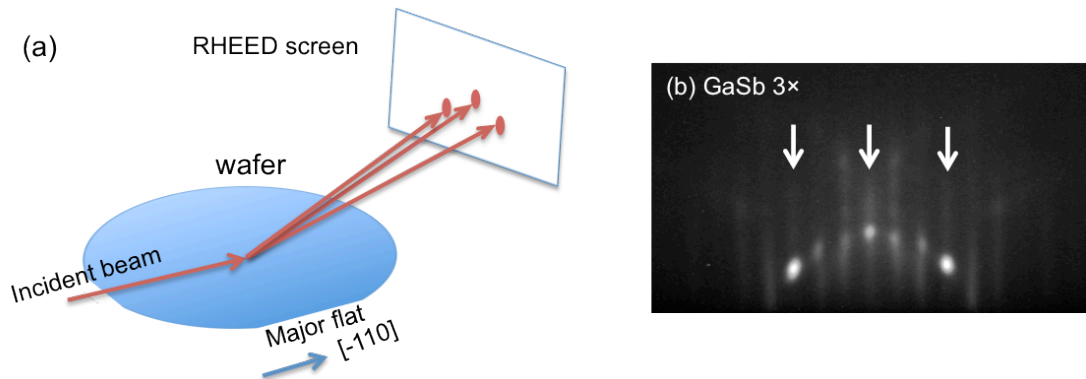 (a)
RHEED screen
wafer
Incident beam
Major flat
[-110]
(b) GaSb 3×